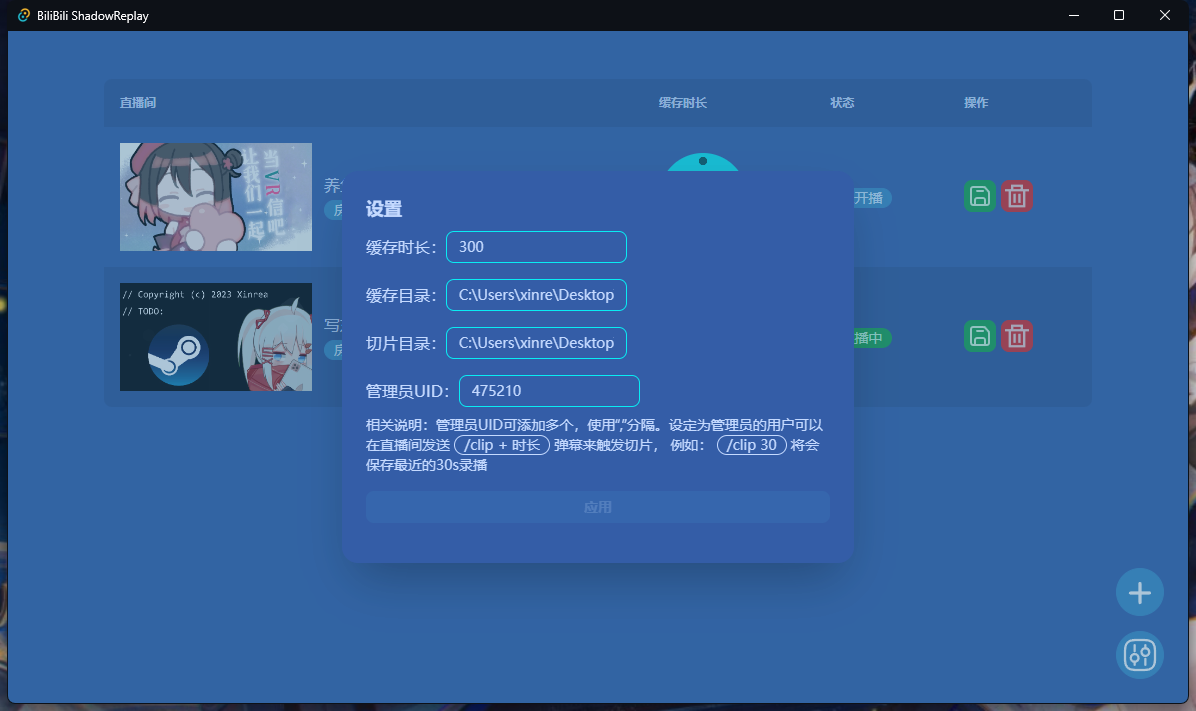 BiliBili ShadowReplay
直播间 缓存时长 状态 操作
当VR
让我们一起信吧
养
房
开播
设置
缓存时长: 300
缓存目录: C:\Users\xinre\Desktop
切片目录: C:\Users\xinre\Desktop
管理员UID: 475210
相关说明：管理员UID可添加多个，使用","分隔。设定为管理员的用户可以
在直播间发送 /clip + 时长 弹幕来触发切片， 例如： /clip 30 将会
保存最近的30s录播
应用
// Copyright (c) 2023 Xinrea
// TODO:
写
房
播中